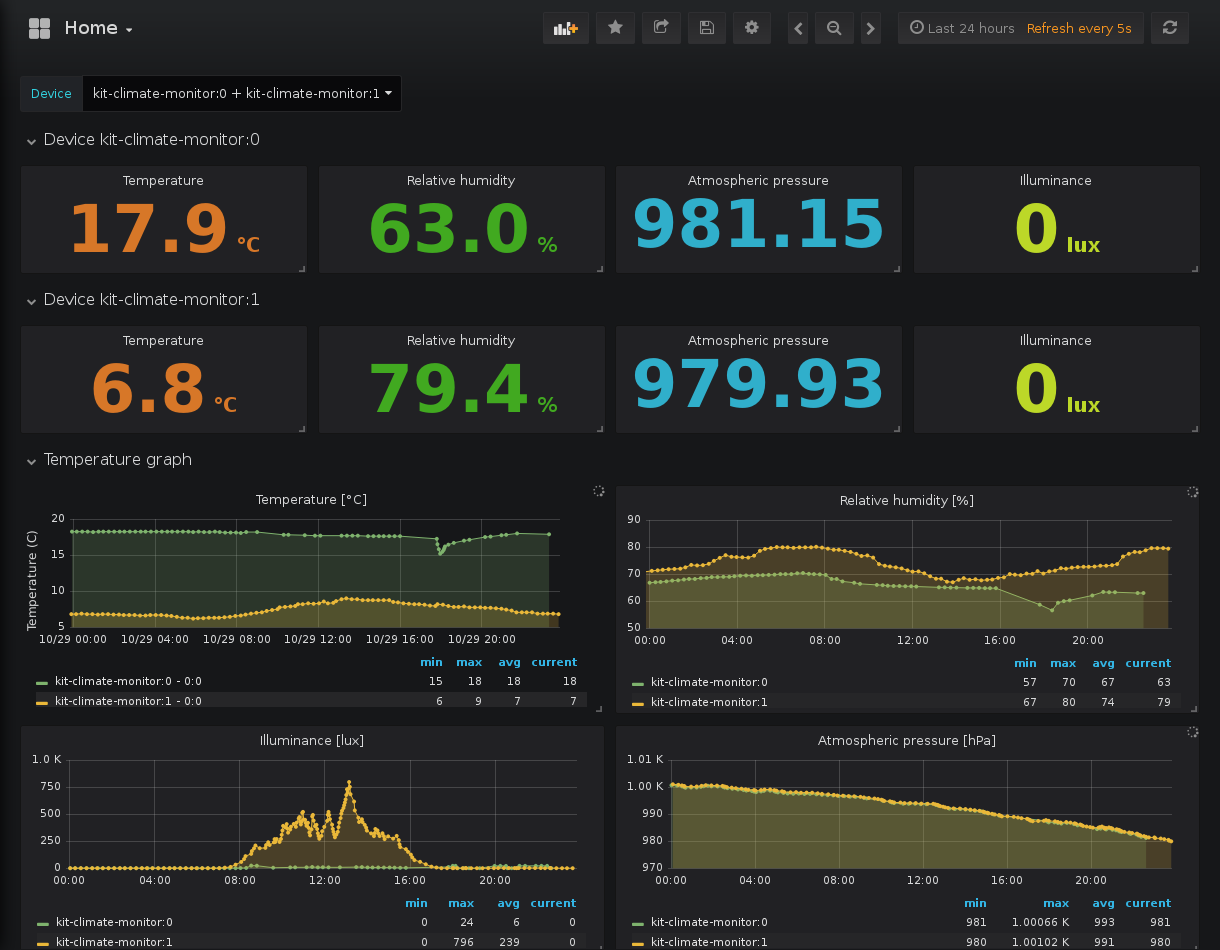 Home
Last 24 hours Refresh every 5s
Device kit-climate-monitor:0 + kit-climate-monitor:1
Device kit-climate-monitor:0
Temperature Relative humidity Atmospheric pressure Illuminance
17.9 °C 63.0 % 981.15 0 lux
Device kit-climate-monitor:1
Temperature Relative humidity Atmospheric pressure Illuminance
6.8 °C 79.4 % 979.93 0 lux
Temperature graph
Temperature [°C]
Temperature (C)
20
15
10
5
10/29 00:00 10/29 04:00 10/29 08:00 10/29 12:00 10/29 16:00 10/29 20:00
min max avg current
kit-climate-monitor:0 - 0:0 15 18 18 18
kit-climate-monitor:1 - 0:0 6 9 7 7
Relative humidity [%]
90
80
70
60
50
00:00 04:00 08:00 12:00 16:00 20:00
min max avg current
kit-climate-monitor:0 57 70 67 63
kit-climate-monitor:1 67 80 74 79
Illuminance [lux]
1.0 K
750
500
250
0
00:00 04:00 08:00 12:00 16:00 20:00
min max avg current
kit-climate-monitor:0 0 24 6 0
kit-climate-monitor:1 0 796 239 0
Atmospheric pressure [hPa]
1.01 K
1.00 K
990
980
970
00:00 04:00 08:00 12:00 16:00 20:00
min max avg current
kit-climate-monitor:0 981 1.00066 K 993 981
kit-climate-monitor:1 980 1.00102 K 991 980